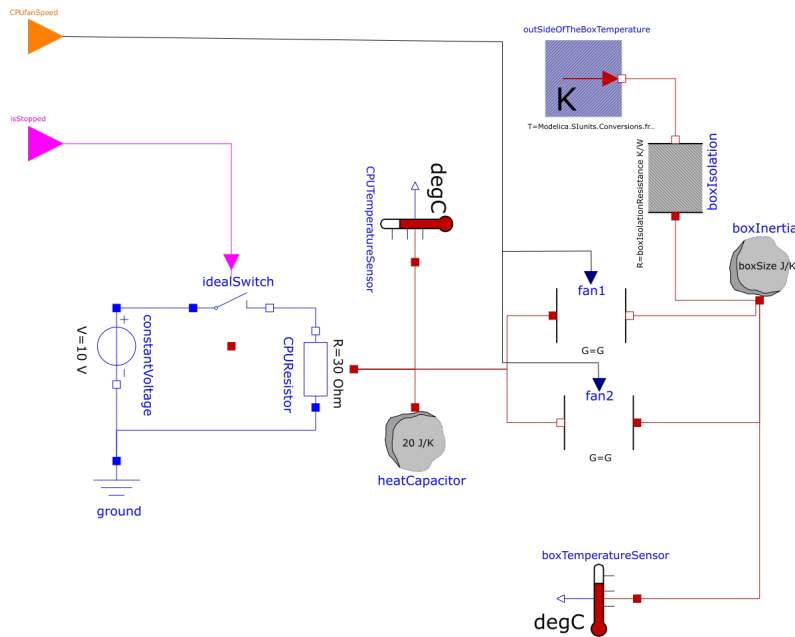 CPUfanSpeed
outSideOfTheBoxTemperature
K
T=Modelica.SIunits.Conversions.fr...
isStopped
CPUTemperatureSensor
degC
R=boxIsolationResistance K/W
boxIsolation
boxInertia
boxSize J/K
idealSwitch
fan1
V=10 V
+
−
constantVoltage
CPUResistor
R=30 Ohm
G=G
fan2
20 J/K
heatCapacitor
G=G
ground
boxTemperatureSensor
degC